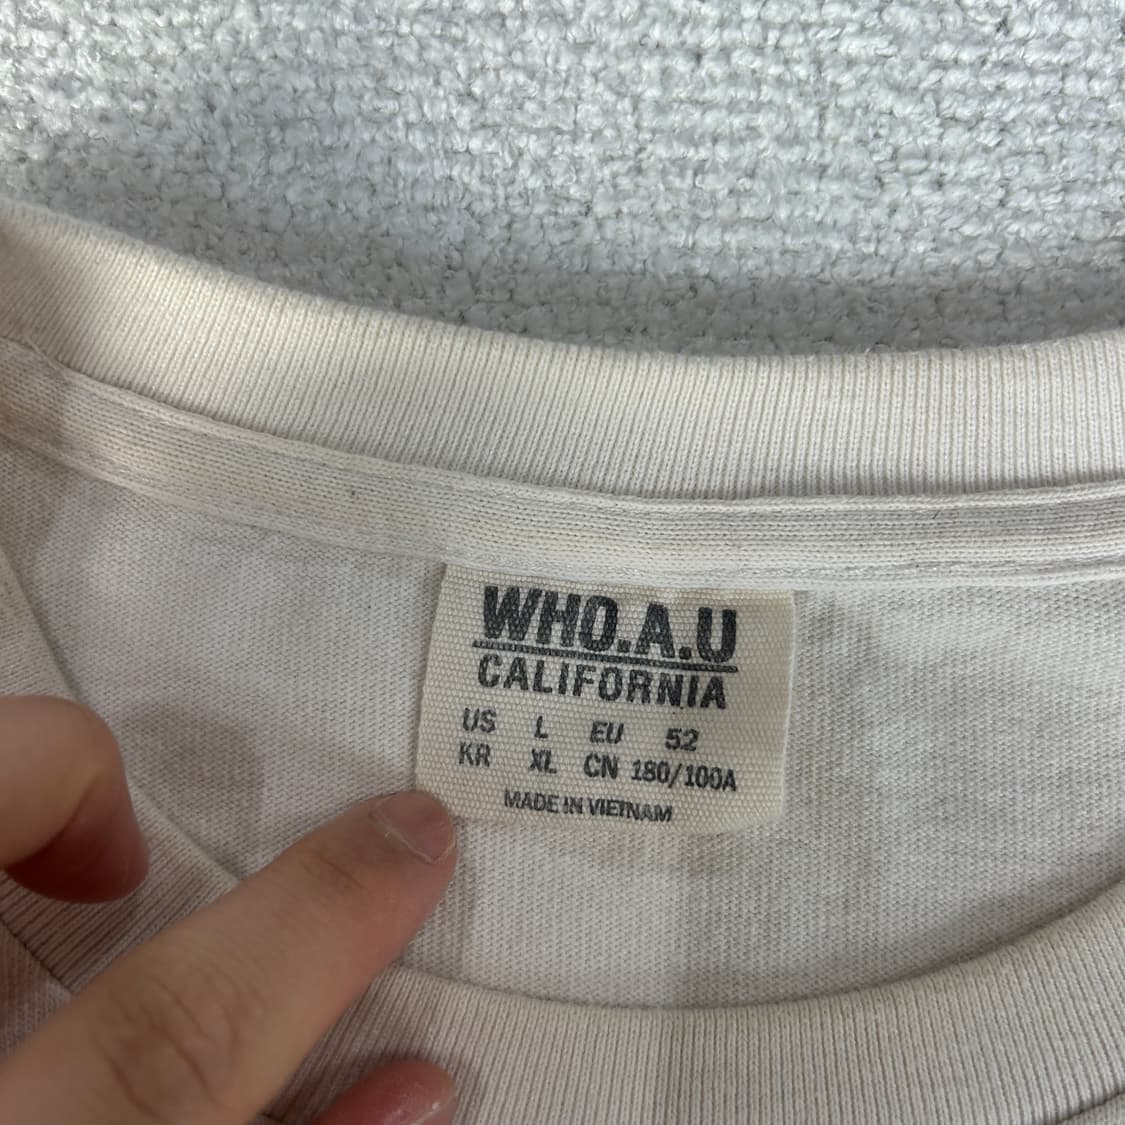 WHO.A.U
CALIFORNIA
US L EU 52
KR XL CN 180/100A
MADE IN VIETNAM